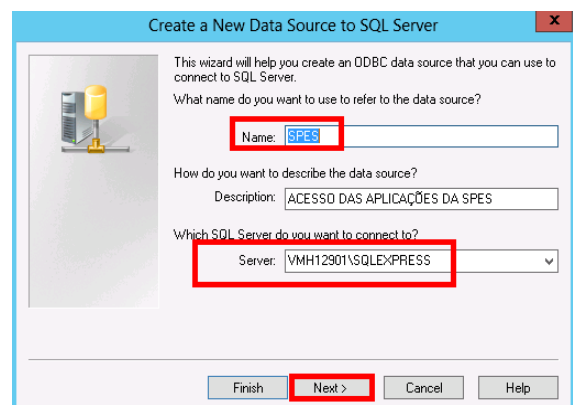 Create a New Data Source to SQL Server
x
This wizard will help you create an ODBC data source that you can use to
connect to SQL Server.
What name do you want to use to refer to the data source?
Name: SPES
How do you want to describe the data source?
Description: ACESSO DAS APLICAÇÕES DA SPES
Which SQL Server do you want to connect to?
Server: VMH12901\SQLEXPRESS
Finish Next > Cancel Help